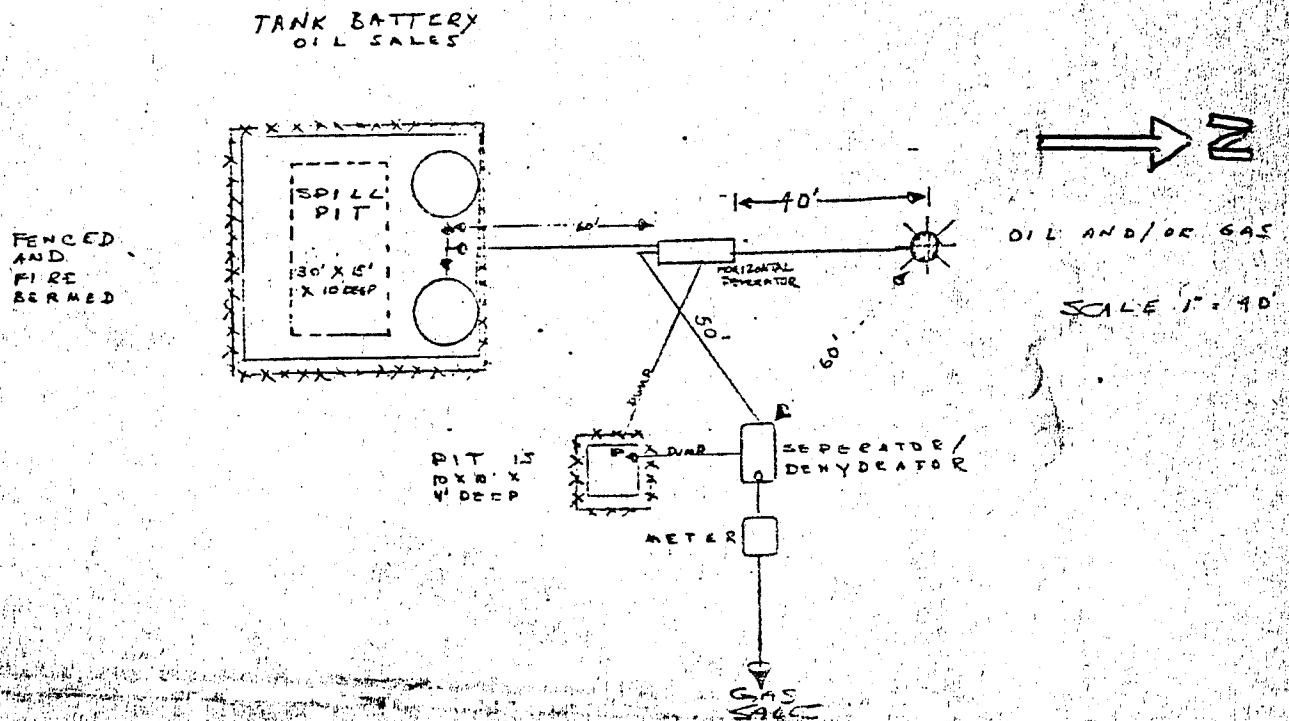 TANK BATTERY
OIL SALES
SPILL
PIT
30' X 15'
X 10 DEEP
FENCED
AND
FIRE
BERMED
60'
40'
N
OIL AND/OR GAS
SCALE 1" = 40'
HORIZONTAL
50'
60'
DUMP
PIT IS
10 X 10' X
4' DEEP
DUMP
SEPERATOR/
DEHYDRATOR
METER
GAS